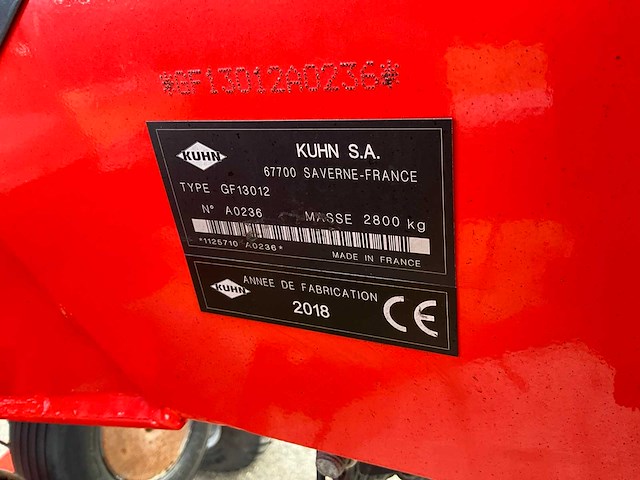 *GF13012A0236*
KUHN
KUHN S.A.
67700 SAVERNE-FRANCE
TYPE GF13012
N° A0236 MASSE 2800 kg
*1125710 A0236*
MADE IN FRANCE
KUHN
ANNEE DE FABRICATION
2018
CE